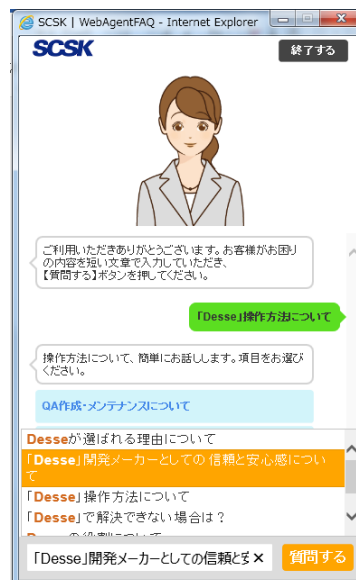 SCSK | WebAgentFAQ - Internet Explorer
SCSK
終了する
ご利用いただきありがとうございます。お客様がお困り
の内容を短い文章で入力していただき、
【質問する】ボタンを押してください。
「Desse」操作方法について
操作方法について、簡単にお話しします。項目をお選び
ください。
QA作成・メンテナンスについて
Desseが選ばれる理由について
「Desse」開発メーカーとしての信頼と安心感につい
て
「Desse」操作方法について
「Desse」で解決できない場合は？
「Desse」開発メーカーとしての信頼と
質問する